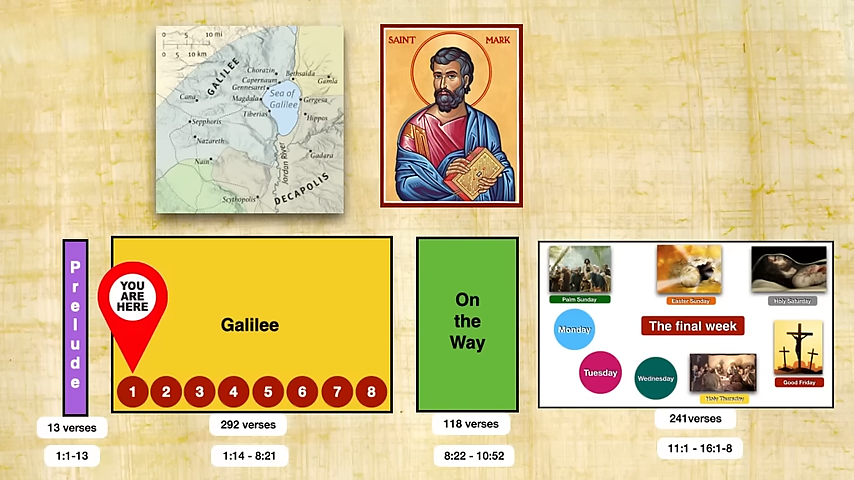 0 5 10 mi
0 5 10 km
GALILEE
Chorazin
Bethsaida
Capernaum
Gennesaret
Gamla
Cana
Magdala
Sea of
Galilee
Gergesa
Tiberias
Hippos
Sepphoris
Nazareth
Jordan River
Gadara
Nain
DECAPOLIS
Scythopolis
SAINT MARK
Prelude
YOU
ARE
HERE
Galilee
1 2 3 4 5 6 7 8
On
the
Way
Palm Sunday
Easter Sunday
Holy Saturday
Monday
The final week
Tuesday
Wednesday
Holy Thursday
Good Friday
13 verses
292 verses
118 verses
241verses
1:1-13
1:14 - 8:21
8:22 - 10:52
11:1 - 16:1-8